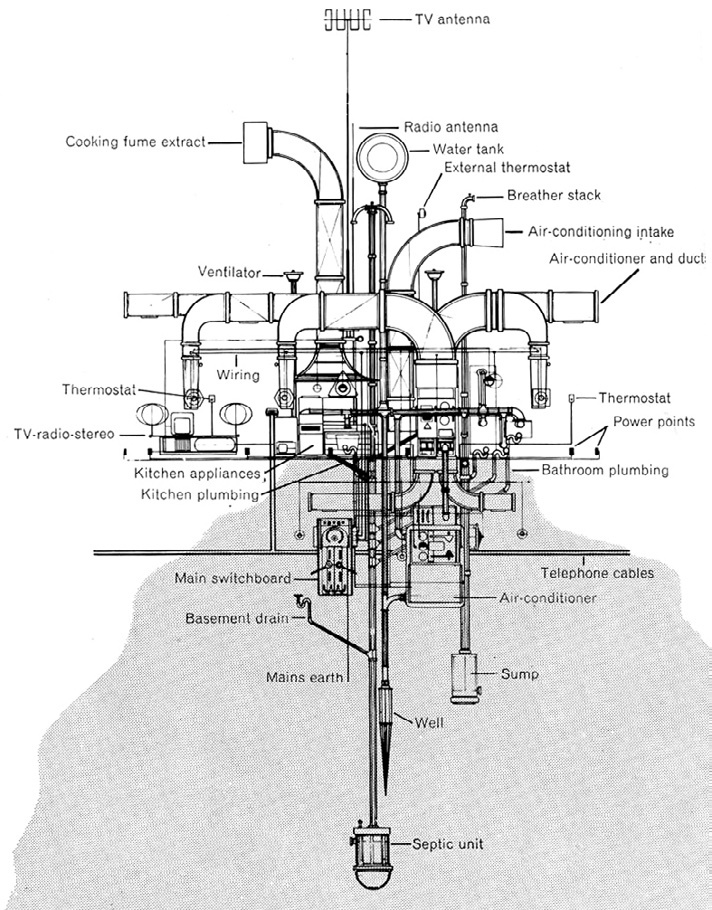 TV antenna
Radio antenna
Cooking fume extract
Water tank
External thermostat
Breather stack
Air-conditioning intake
Air-conditioner and duct
Ventilator
Wiring
Thermostat
Thermostat
Power points
TV-radio-stereo
Kitchen appliances
Bathroom plumbing
Kitchen plumbing
Main switchboard
Telephone cables
Air-conditioner
Basement drain
Mains earth
Sump
Well
Septic unit